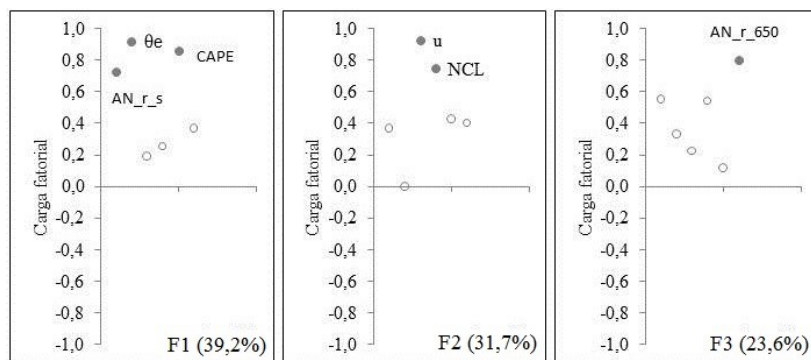 Carga fatorial
1,0
0,8
0,6
0,4
0,2
0,0
-0,2
-0,4
-0,6
-0,8
-1,0
θe
CAPE
AN_r_s
F1 (39,2%)
Carga fatorial
1,0
0,8
0,6
0,4
0,2
0,0
-0,2
-0,4
-0,6
-0,8
-1,0
u
NCL
F2 (31,7%)
Carga fatorial
1,0
0,8
0,6
0,4
0,2
0,0
-0,2
-0,4
-0,6
-0,8
-1,0
AN_r_650
F3 (23,6%)